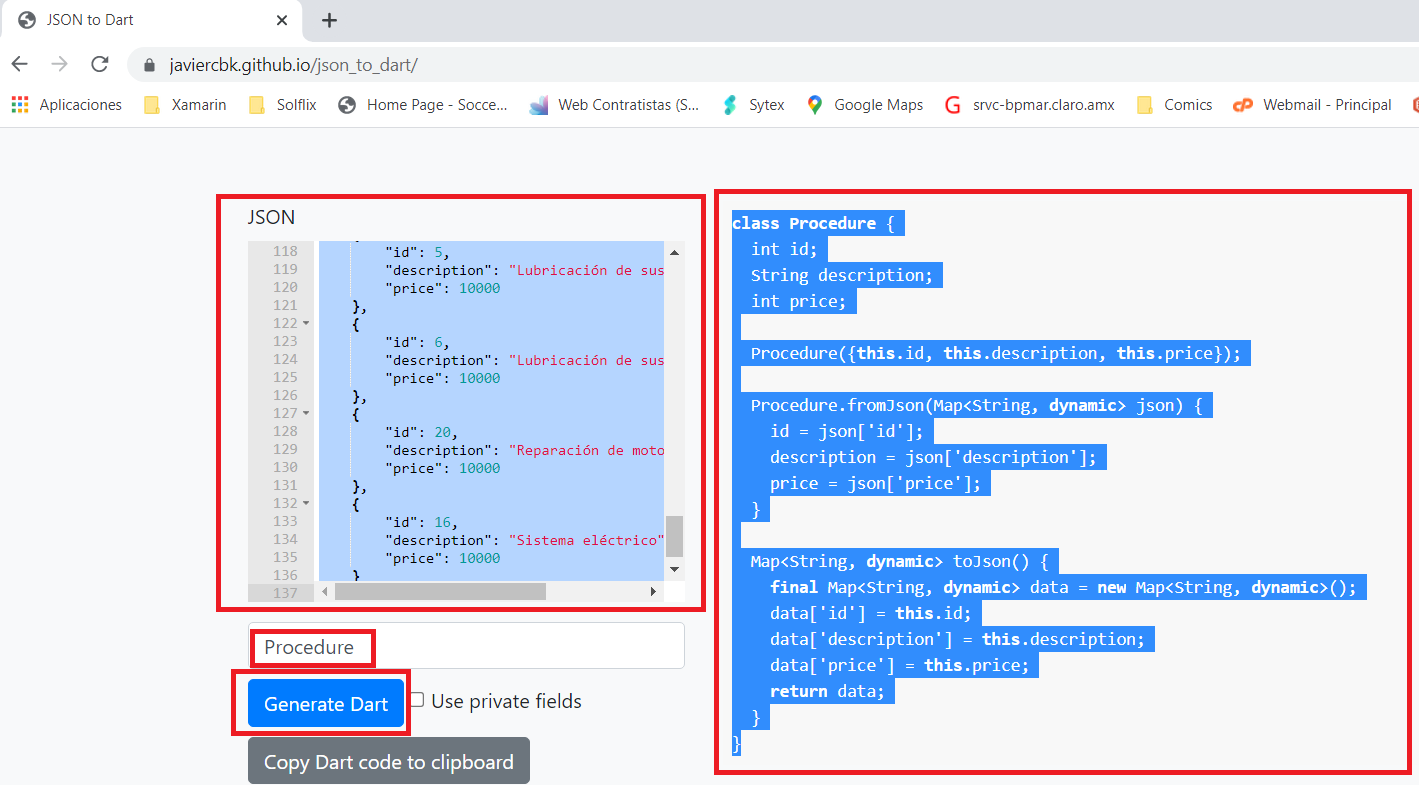 JSON to Dart
javiercbk.github.io/json_to_dart/
Aplicaciones Xamarin Solflix Home Page - Socce... Web Contratistas (S... Sytex Google Maps srvc-bpmar.claro.amx Comics Webmail - Principal
JSON
118 "id": 5,
119 "description": "Lubricación de sus
120 "price": 10000
121 },
122 {
123 "id": 6,
124 "description": "Lubricación de sus
125 "price": 10000
126 },
127 {
128 "id": 20,
129 "description": "Reparación de moto
130 "price": 10000
131 },
132 {
133 "id": 16,
134 "description": "Sistema eléctrico"
135 "price": 10000
136 }
137
Procedure
Generate Dart Use private fields
Copy Dart code to clipboard
class Procedure {
int id;
String description;
int price;
Procedure({this.id, this.description, this.price});
Procedure.fromJson(Map<String, dynamic> json) {
id = json['id'];
description = json['description'];
price = json['price'];
}
Map<String, dynamic> toJson() {
final Map<String, dynamic> data = new Map<String, dynamic>();
data['id'] = this.id;
data['description'] = this.description;
data['price'] = this.price;
return data;
}
}